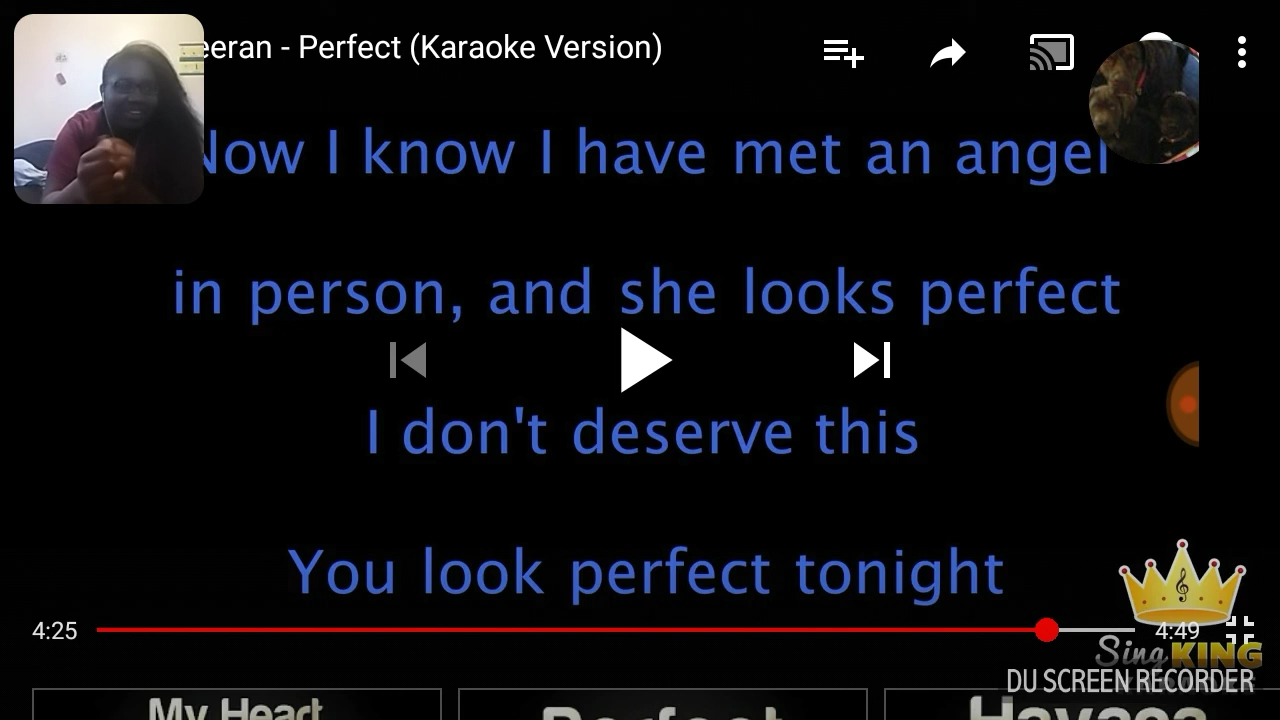 eeran - Perfect (Karaoke Version)
Now I know I have met an angel
in person, and she looks perfect
I don't deserve this
You look perfect tonight
4:25
4:49
Sing KING
DU SCREEN RECORDER
My Heart
Perfect